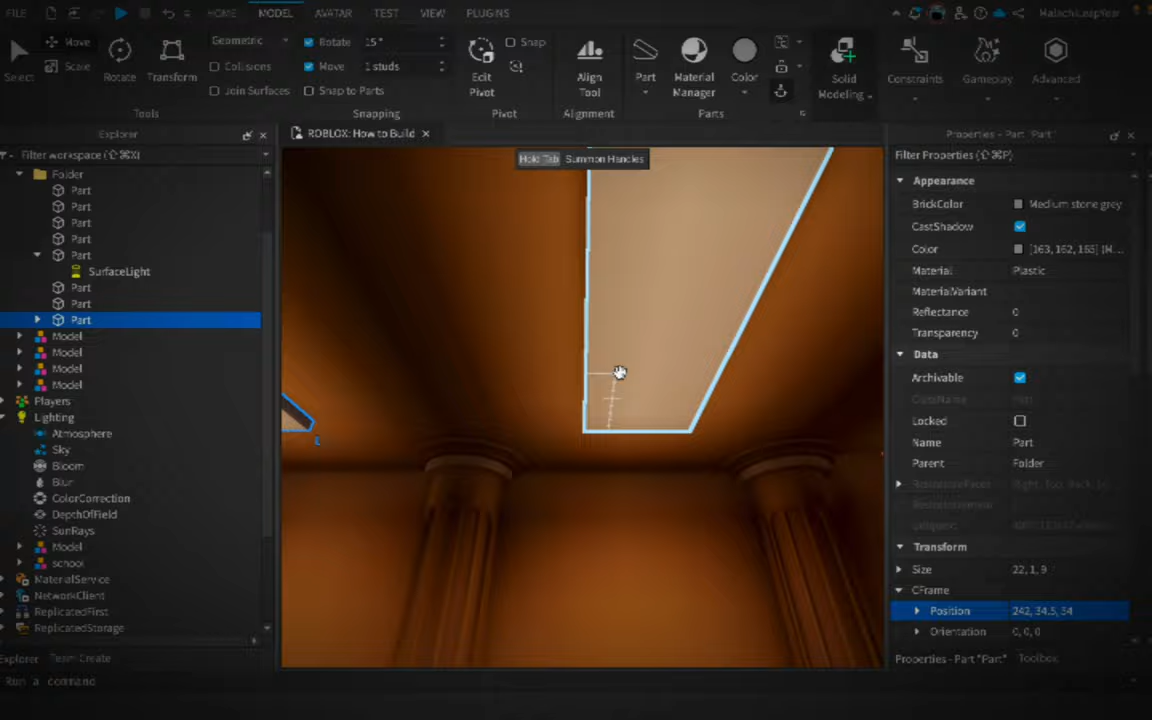 FILE
HOME MODEL AVATAR TEST VIEW PLUGINS
MalachiLeapYear
Select
Move
Scale
Rotate
Transform
Geometric
Collisions
Join Surfaces
Tools
Rotate 15°
Move 1 studs
Snap to Parts
Snapping
Edit
Pivot
Snap
Pivot
Align
Tool
Alignment
Part
Material
Manager
Color
Parts
Solid
Modeling
Constraints
Gameplay
Advanced
Explorer
Filter workspace (⇧⌘X)
Folder
Part
Part
Part
Part
Part
SurfaceLight
Part
Part
Part
Model
Model
Model
Model
Players
Lighting
Atmosphere
Sky
Bloom
Blur
ColorCorrection
DepthOfField
SunRays
Model
school
MaterialService
NetworkClient
ReplicatedFirst
ReplicatedStorage
Explorer Team Create
Run a command
ROBLOX: How to Build
Hold Tab Summon Handles
Properties - Part "Part"
Filter Properties (⇧⌘P)
Appearance
BrickColor Medium stone grey
CastShadow
Color [163, 162, 165] (M...
Material Plastic
MaterialVariant
Reflectance 0
Transparency 0
Data
Archivable
Locked
Name Part
Parent Folder
Transform
Size 22, 1, 9
CFrame
Position 242, 34.5, 54
Orientation 0, 0, 0
Properties - Part "Part" Toolbox